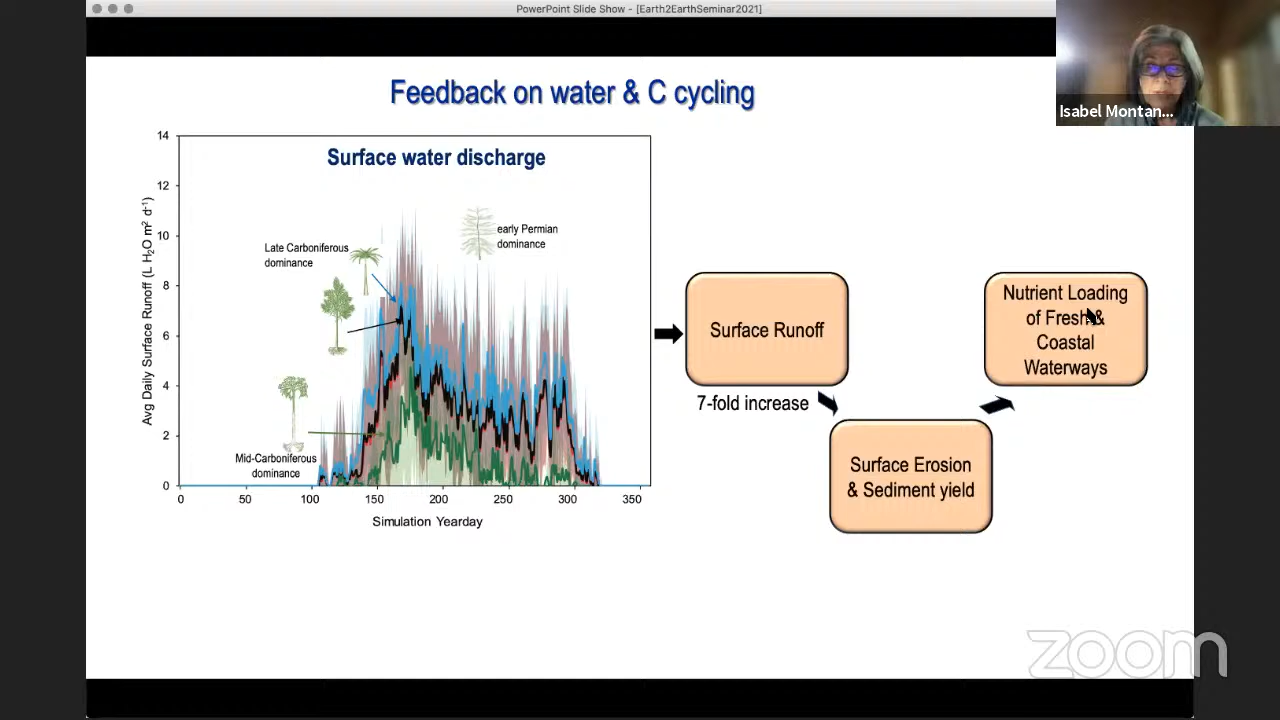 PowerPoint Slide Show - [Earth2EarthSeminar2021]
Isabel Montan...
Feedback on water & C cycling
Surface water discharge
Avg Daily Surface Runoff (L H₂O m² d⁻¹)
14
12
10
8
6
4
2
0
early Permian
dominance
Late Carboniferous
dominance
Mid-Carboniferous
dominance
0 50 100 150 200 250 300 350
Simulation Yearday
Surface Runoff
7-fold increase
Surface Erosion
& Sediment yield
Nutrient Loading
of Fresh &
Coastal
Waterways
zoom